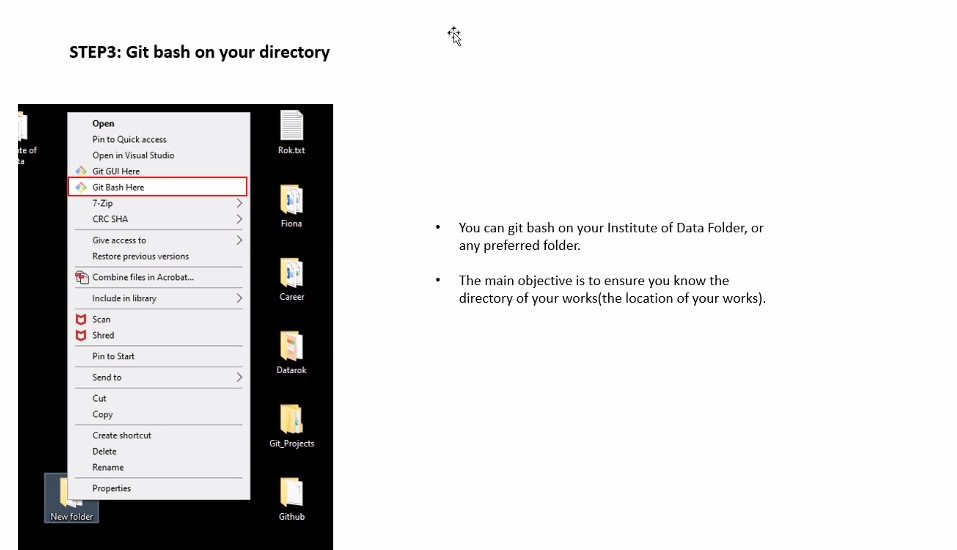 STEP3: Git bash on your directory
Open
Pin to Quick access
Open in Visual Studio
Git GUI Here
Git Bash Here
7-Zip
CRC SHA
Give access to
Restore previous versions
Combine files in Acrobat...
Include in library
Scan
Shred
Pin to Start
Send to
Cut
Copy
Create shortcut
Delete
Rename
Properties
New folder
te of
ta
Rok.txt
Fiona
Career
Datarok
Git_Projects
Github
• You can git bash on your Institute of Data Folder, or
any preferred folder.
• The main objective is to ensure you know the
directory of your works(the location of your works).